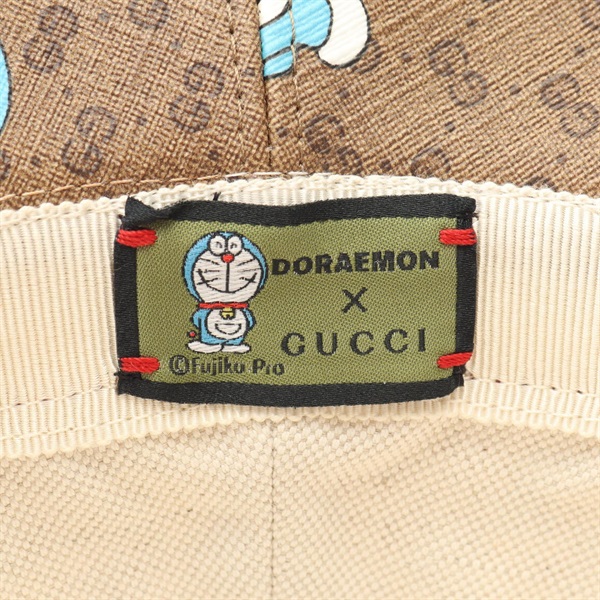 DORAEMON
X
GUCCI
©Fujiko Pro